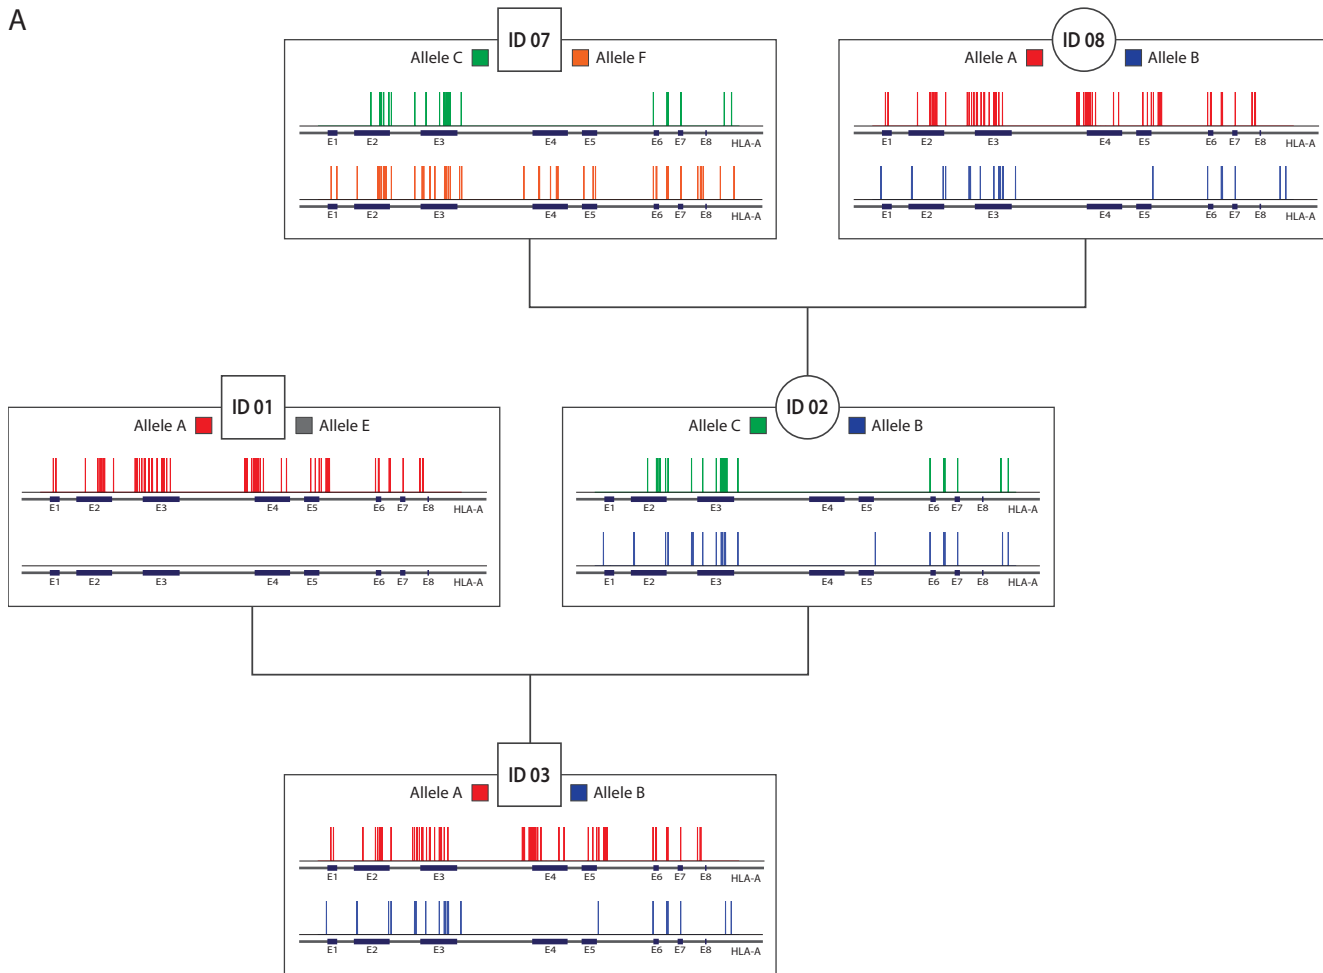 A
ID 07
Allele C Allele F
E1 E2 E3 E4 E5 E6 E7 E8 HLA-A
E1 E2 E3 E4 E5 E6 E7 E8 HLA-A
ID 08
Allele A Allele B
E1 E2 E3 E4 E5 E6 E7 E8 HLA-A
E1 E2 E3 E4 E5 E6 E7 E8 HLA-A
ID 01
Allele A Allele E
E1 E2 E3 E4 E5 E6 E7 E8 HLA-A
E1 E2 E3 E4 E5 E6 E7 E8 HLA-A
ID 02
Allele C Allele B
E1 E2 E3 E4 E5 E6 E7 E8 HLA-A
E1 E2 E3 E4 E5 E6 E7 E8 HLA-A
ID 03
Allele A Allele B
E1 E2 E3 E4 E5 E6 E7 E8 HLA-A
E1 E2 E3 E4 E5 E6 E7 E8 HLA-A